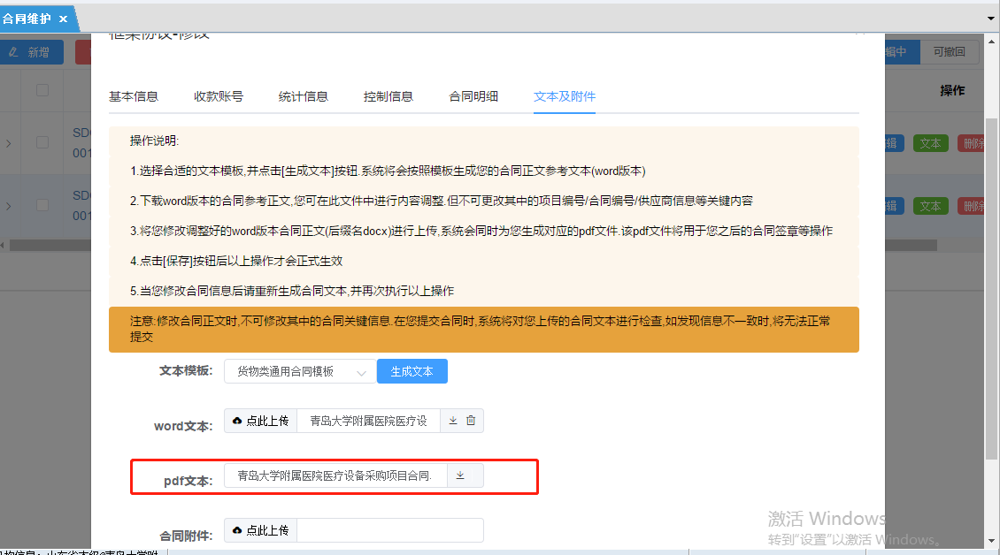 合同维护 ×
框架协议-修改
新增
辑中
可撤回
操作
基本信息 收款账号 统计信息 控制信息 合同明细 文本及附件
SD
001
辑 文本 删除
SD
001
辑 文本 删除
操作说明:
1.选择合适的文本模板,并点击[生成文本]按钮.系统将会按照模板生成您的合同正文参考文本(word版本)
2.下载word版本的合同参考正文,您可在此文件中进行内容调整.但不可更改其中的项目编号/合同编号/供应商信息等关键内容
3.将您修改调整好的word版本合同正文(后缀名docx)进行上传,系统会同时为您生成对应的pdf文件.该pdf文件将用于您之后的合同签章等操作
4.点击[保存]按钮后以上操作才会正式生效
5.当您修改合同信息后请重新生成合同文本,并再次执行以上操作
注意:修改合同正文时,不可修改其中的合同关键信息.在您提交合同时,系统将对您上传的合同文本进行检查,如发现信息不一致时,将无法正常
提交
文本模板: 货物类通用合同模板 生成文本
word文本: 点此上传 青岛大学附属医院医疗设
pdf文本: 青岛大学附属医院医疗设备采购项目合同.
合同附件: 点此上传
激活 Windows
转到"设置"以激活 Windows。